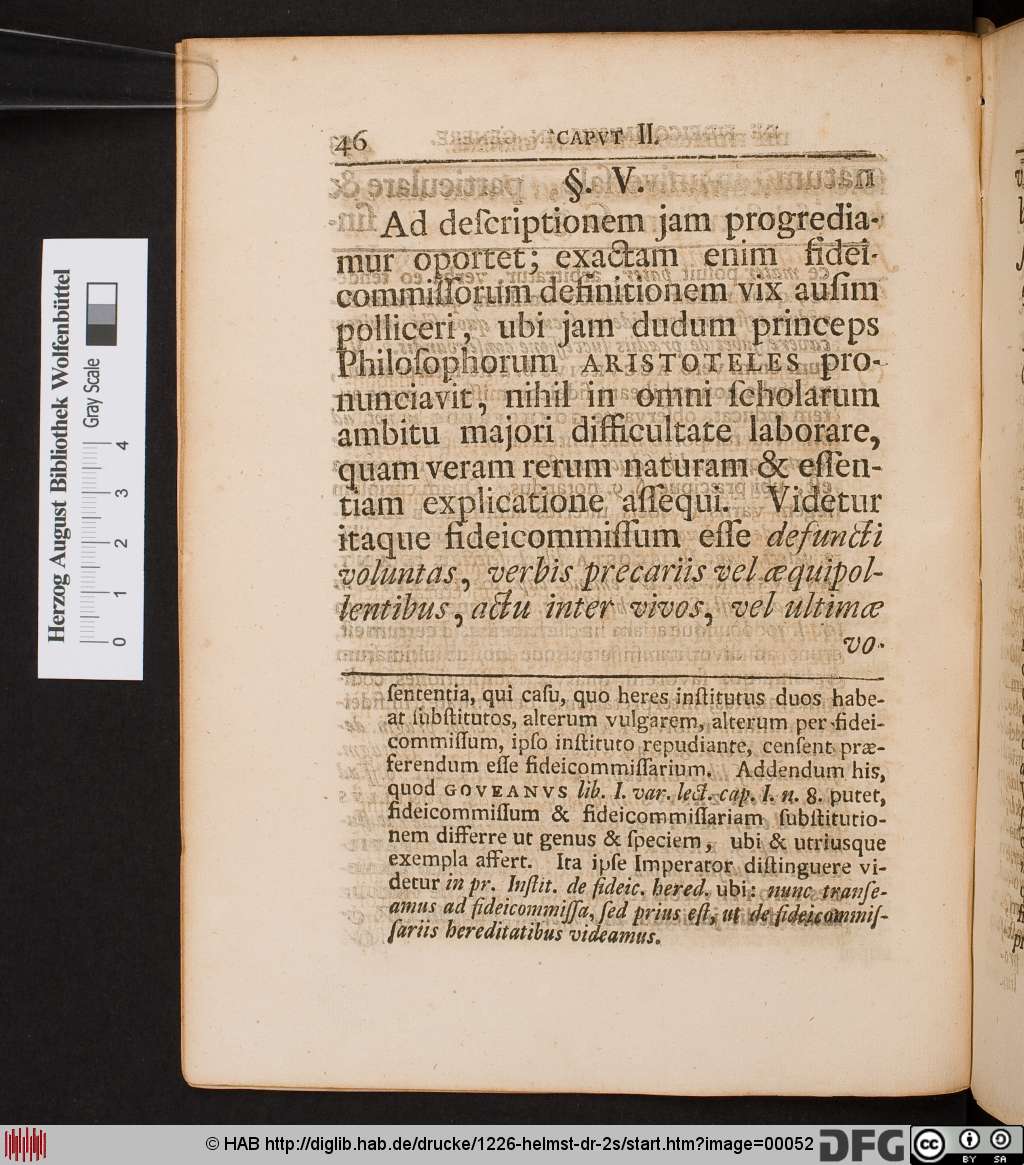 46 CAPVT II.
§. V.
Ad deſcriptionem jam progredia-
mur oportet; exactam enim fidei-
commiſſorum definitionem vix auſim
polliceri, ubi jam dudum princeps
Philoſophorum ARISTOTELES pro-
nunciavit, nihil in omni ſcholarum
ambitu majori difficultate laborare,
quam veram rerum naturam & eſſen-
tiam explicatione aſſequi. Videtur
itaque fideicommiſſum eſſe defuncti
voluntas, verbis precariis vel æquipol-
lentibus, actu inter vivos, vel ultimæ
vo-
ſententia, qui caſu, quo heres inſtitutus duos habe-
at ſubſtitutos, alterum vulgarem, alterum per fidei-
commiſſum, ipſo inſtituto repudiante, cenſent præ-
ferendum eſſe fideicommiſſarium. Addendum his,
quod GOVEANVS lib. I. var. lect. cap. I. n. 8. putet,
fideicommiſſum & fideicommiſſariam ſubſtitutio-
nem differre ut genus & ſpeciem, ubi & utriusque
exempla affert. Ita ipſe Imperator diſtinguere vi-
detur in pr. Inſtit. de fideic. hered. ubi: nunc tranſe-
amus ad fideicommiſſa, ſed prius eſt, ut de fideicommiſ-
ſariis hereditatibus videamus.
Herzog August Bibliothek Wolfenbüttel
Gray Scale
0 1 2 3 4
© HAB http://diglib.hab.de/drucke/1226-helmst-dr-2s/start.htm?image=00052 DFG cc BY SA